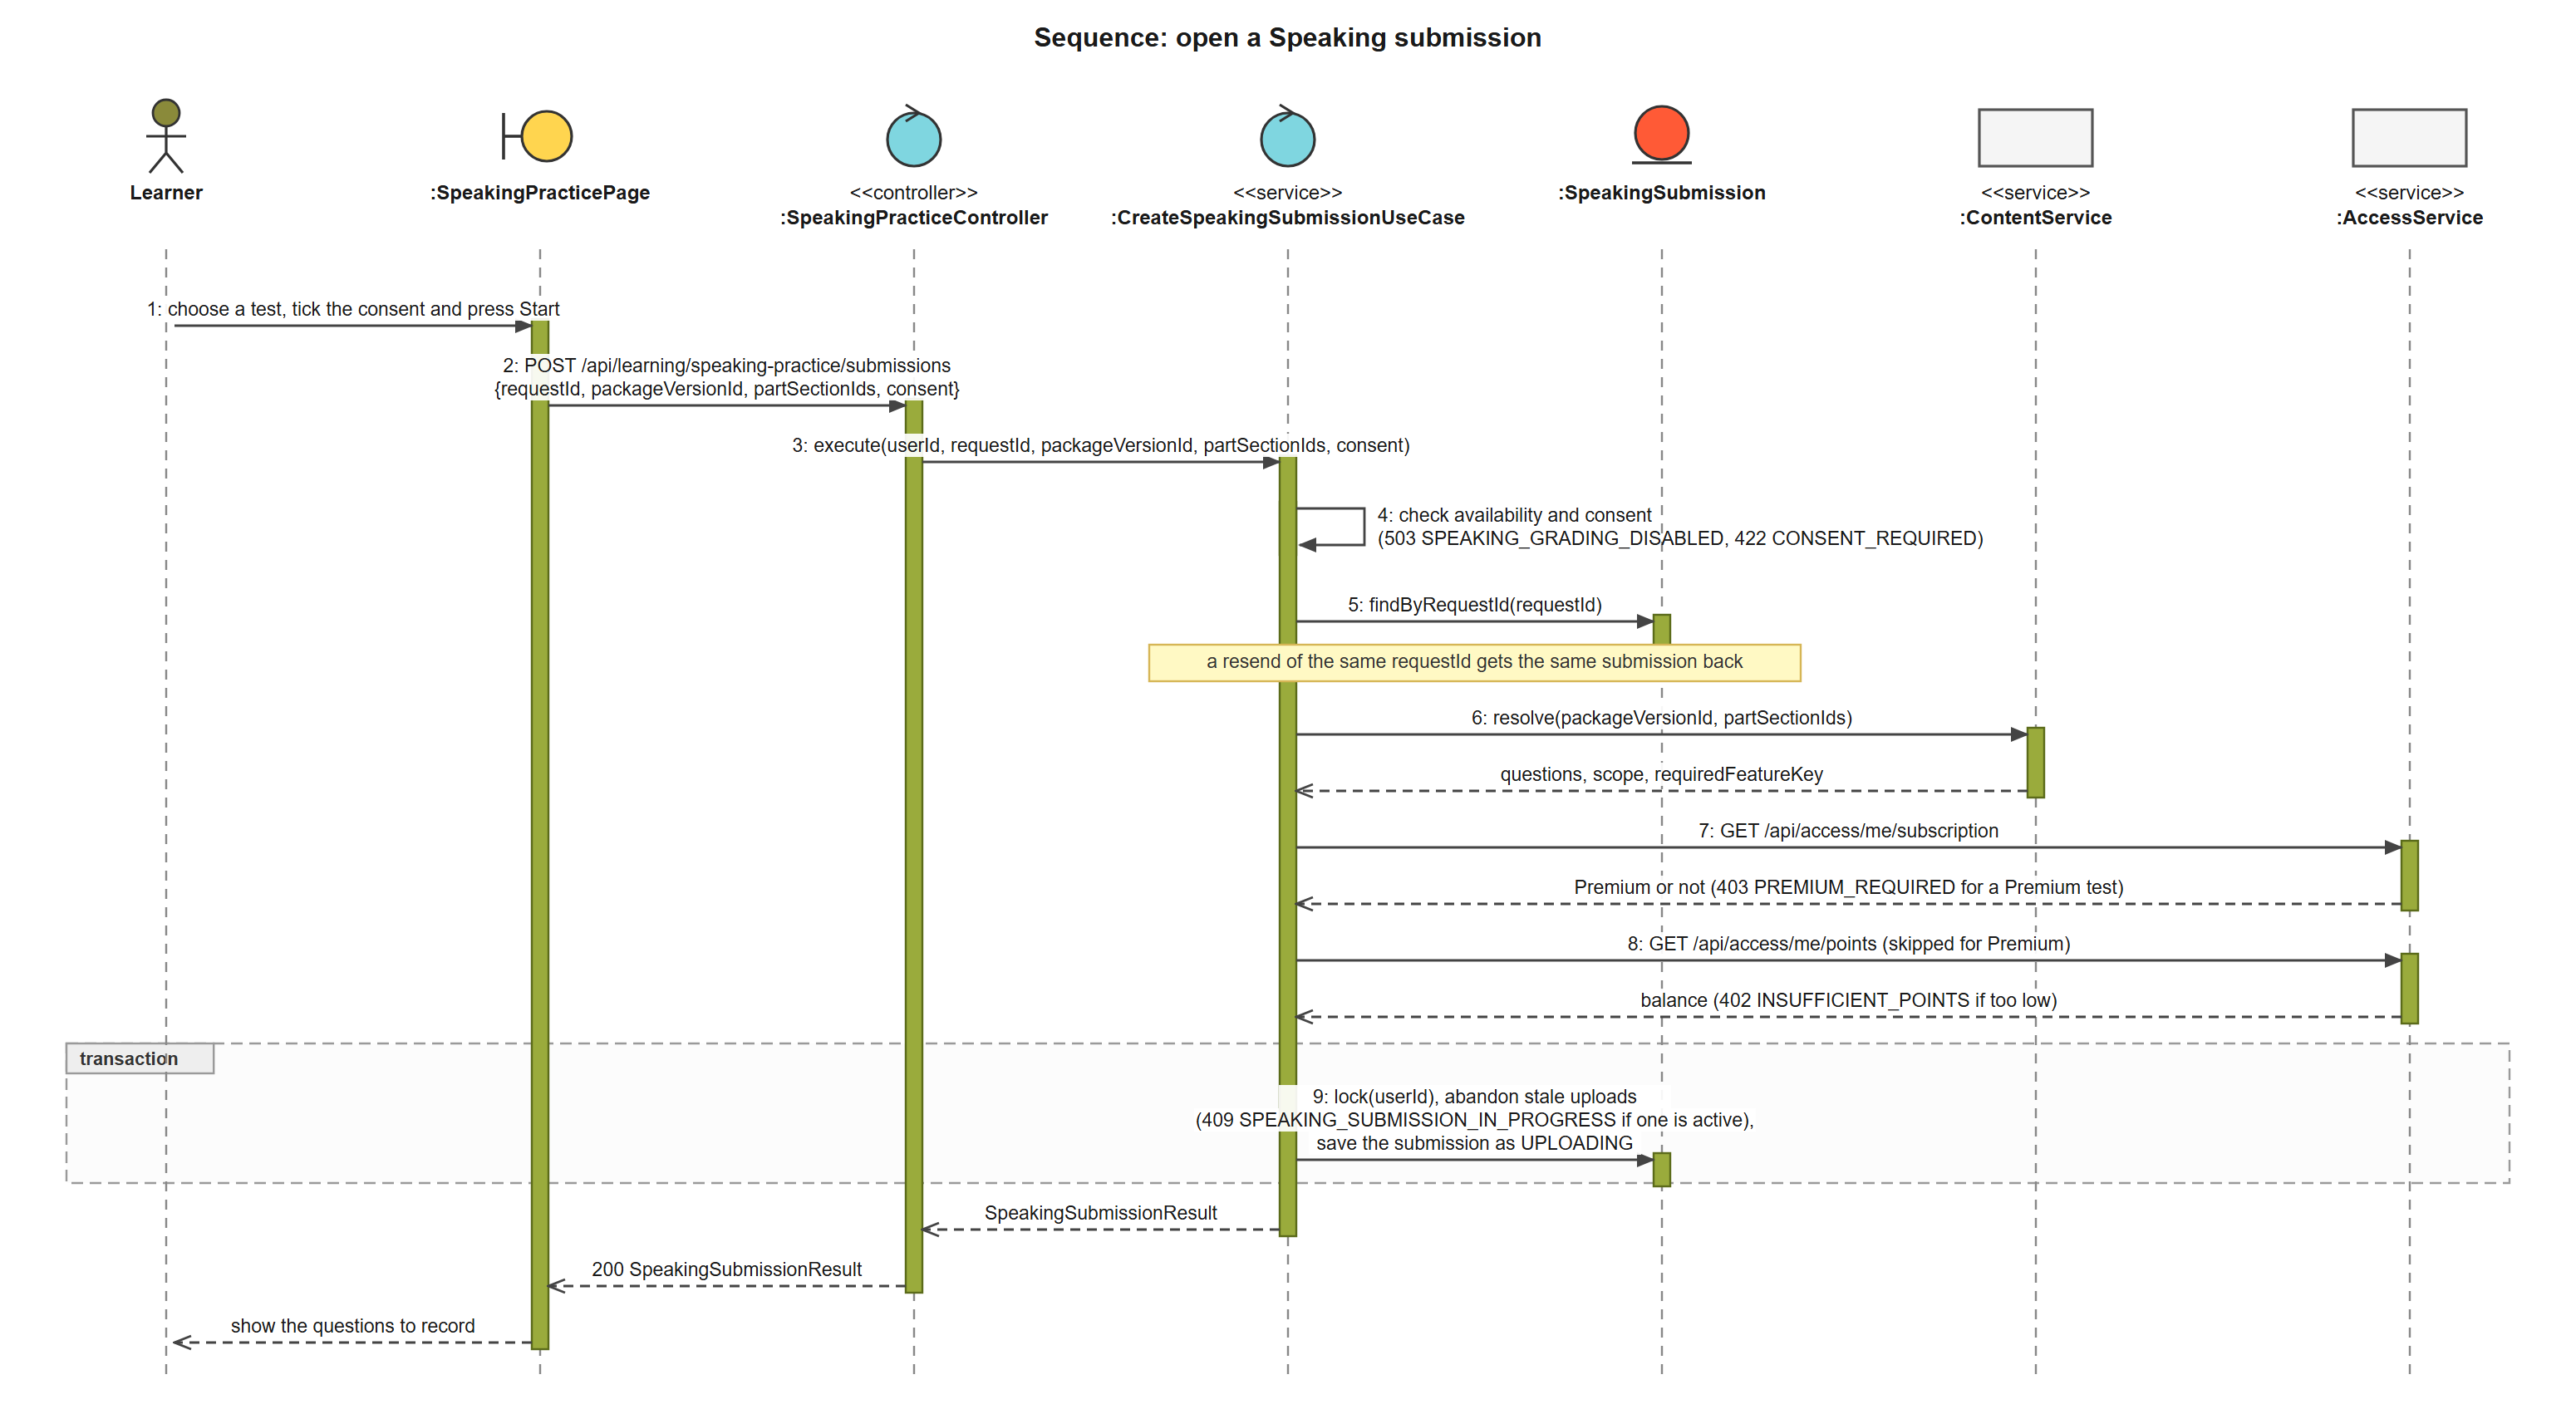 Sequence: open a Speaking submission
Learner
:SpeakingPracticePage
<<controller>>
:SpeakingPracticeController
<<service>>
:CreateSpeakingSubmissionUseCase
:SpeakingSubmission
<<service>>
:ContentService
<<service>>
:AccessService
1: choose a test, tick the consent and press Start
2: POST /api/learning/speaking-practice/submissions
{requestId, packageVersionId, partSectionIds, consent}
3: execute(userId, requestId, packageVersionId, partSectionIds, consent)
4: check availability and consent
(503 SPEAKING_GRADING_DISABLED, 422 CONSENT_REQUIRED)
5: findByRequestId(requestId)
a resend of the same requestId gets the same submission back
6: resolve(packageVersionId, partSectionIds)
questions, scope, requiredFeatureKey
7: GET /api/access/me/subscription
Premium or not (403 PREMIUM_REQUIRED for a Premium test)
8: GET /api/access/me/points (skipped for Premium)
balance (402 INSUFFICIENT_POINTS if too low)
transaction
9: lock(userId), abandon stale uploads
(409 SPEAKING_SUBMISSION_IN_PROGRESS if one is active),
save the submission as UPLOADING
SpeakingSubmissionResult
200 SpeakingSubmissionResult
show the questions to record